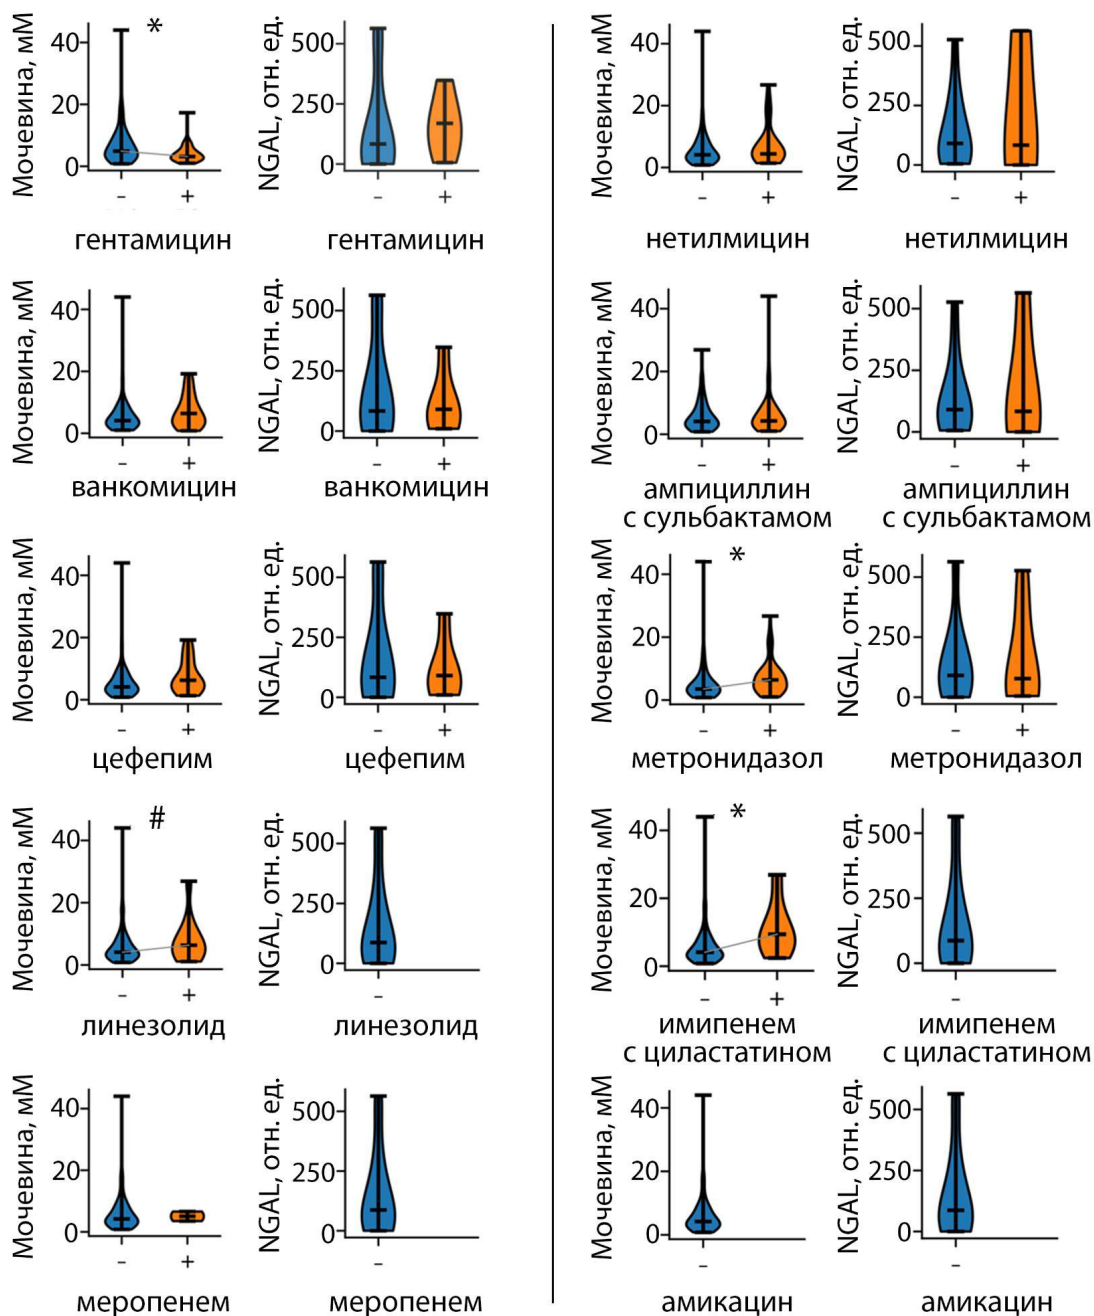 Мочевина, мМ
40
20
0
*
-
+
гентамицин
NGAL, отн. ед.
500
250
0
-
+
гентамицин
Мочевина, мМ
40
20
0
-
+
нетилмицин
NGAL, отн. ед.
500
250
0
-
+
нетилмицин
Мочевина, мМ
40
20
0
-
+
ванкомицин
NGAL, отн. ед.
500
250
0
-
+
ванкомицин
Мочевина, мМ
40
20
0
-
+
ампициллин
с сульбактамом
NGAL, отн. ед.
500
250
0
-
+
ампициллин
с сульбактамом
Мочевина, мМ
40
20
0
-
+
цефепим
NGAL, отн. ед.
500
250
0
-
+
цефепим
Мочевина, мМ
40
20
0
*
-
+
метронидазол
NGAL, отн. ед.
500
250
0
-
+
метронидазол
Мочевина, мМ
40
20
0
#
-
+
линезолид
NGAL, отн. ед.
500
250
0
-
линезолид
Мочевина, мМ
40
20
0
*
-
+
имипенем
с циластатином
NGAL, отн. ед.
500
250
0
-
имипенем
с циластатином
Мочевина, мМ
40
20
0
-
+
меропенем
NGAL, отн. ед.
500
250
0
-
меропенем
Мочевина, мМ
40
20
0
-
амикацин
NGAL, отн. ед.
500
250
0
-
амикацин